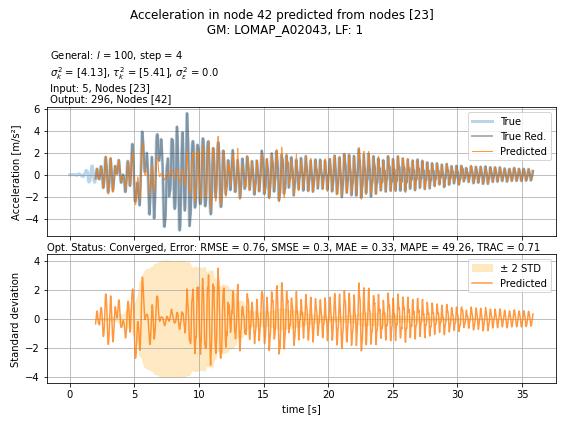 Acceleration in node 42 predicted from nodes [23]
GM: LOMAP_A02043, LF: 1
General: l = 100, step = 4
σ²ₖ = [4.13], τ²ₖ = [5.41], σ²ε = 0.0
Input: 5, Nodes [23]
Output: 296, Nodes [42]
6
4
2
0
−2
−4
Acceleration [m/s²]
True
True Red.
Predicted
Opt. Status: Converged, Error: RMSE = 0.76, SMSE = 0.3, MAE = 0.33, MAPE = 49.26, TRAC = 0.71
4
2
0
−2
−4
Standard deviation
± 2 STD
Predicted
0 5 10 15 20 25 30 35
time [s]